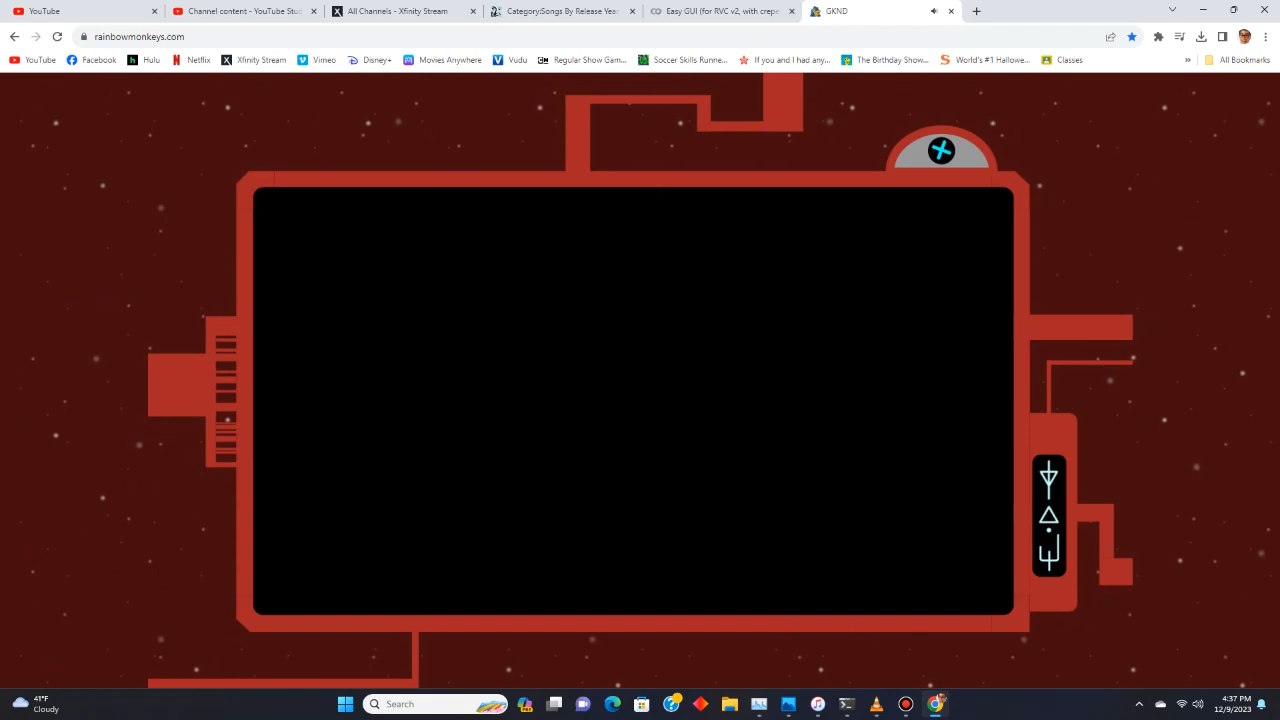 YouTube
Channel content - YouTube Stud
All Channels - Xfinity Stream
Category:Songs By Release Year
Easy GUI (for RVC v2, with crepe
GKND
rainbowmonkeys.com
YouTube
Facebook
Hulu
Netflix
Xfinity Stream
Vimeo
Disney+
Movies Anywhere
Vudu
Regular Show Gam...
Soccer Skills Runne...
If you and I had any...
The Birthday Show...
World's #1 Hallowe...
Classes
»
All Bookmarks
41°F
Cloudy
Search
4:37 PM
12/9/2023